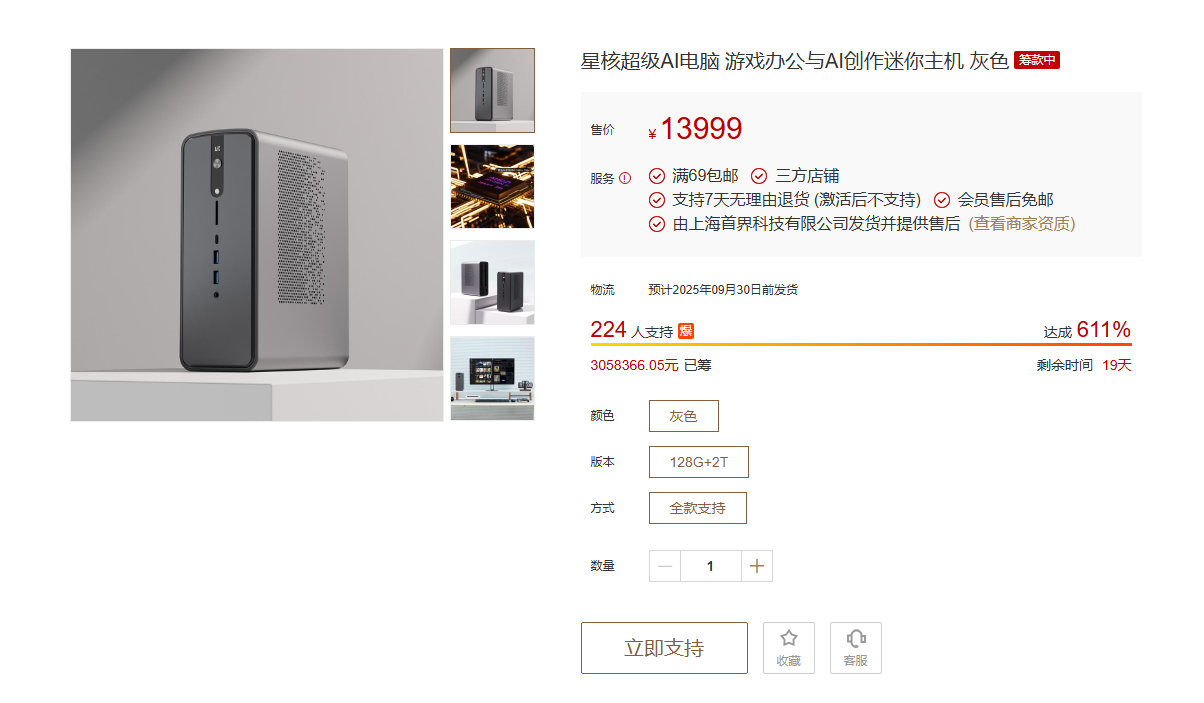 星核超级AI电脑 游戏办公与AI创作迷你主机 灰色 筹款中
售价 ¥ 13999
服务 满69包邮 三方店铺
支持7天无理由退货 (激活后不支持) 会员售后免邮
由上海首界科技有限公司发货并提供售后 (查看商家资质)
物流 预计2025年09月30日前发货
224 人支持 爆 达成 611%
3058366.05元 已筹 剩余时间 19天
颜色 灰色
版本 128G+2T
方式 全款支持
数量 1
立即支持 收藏 客服